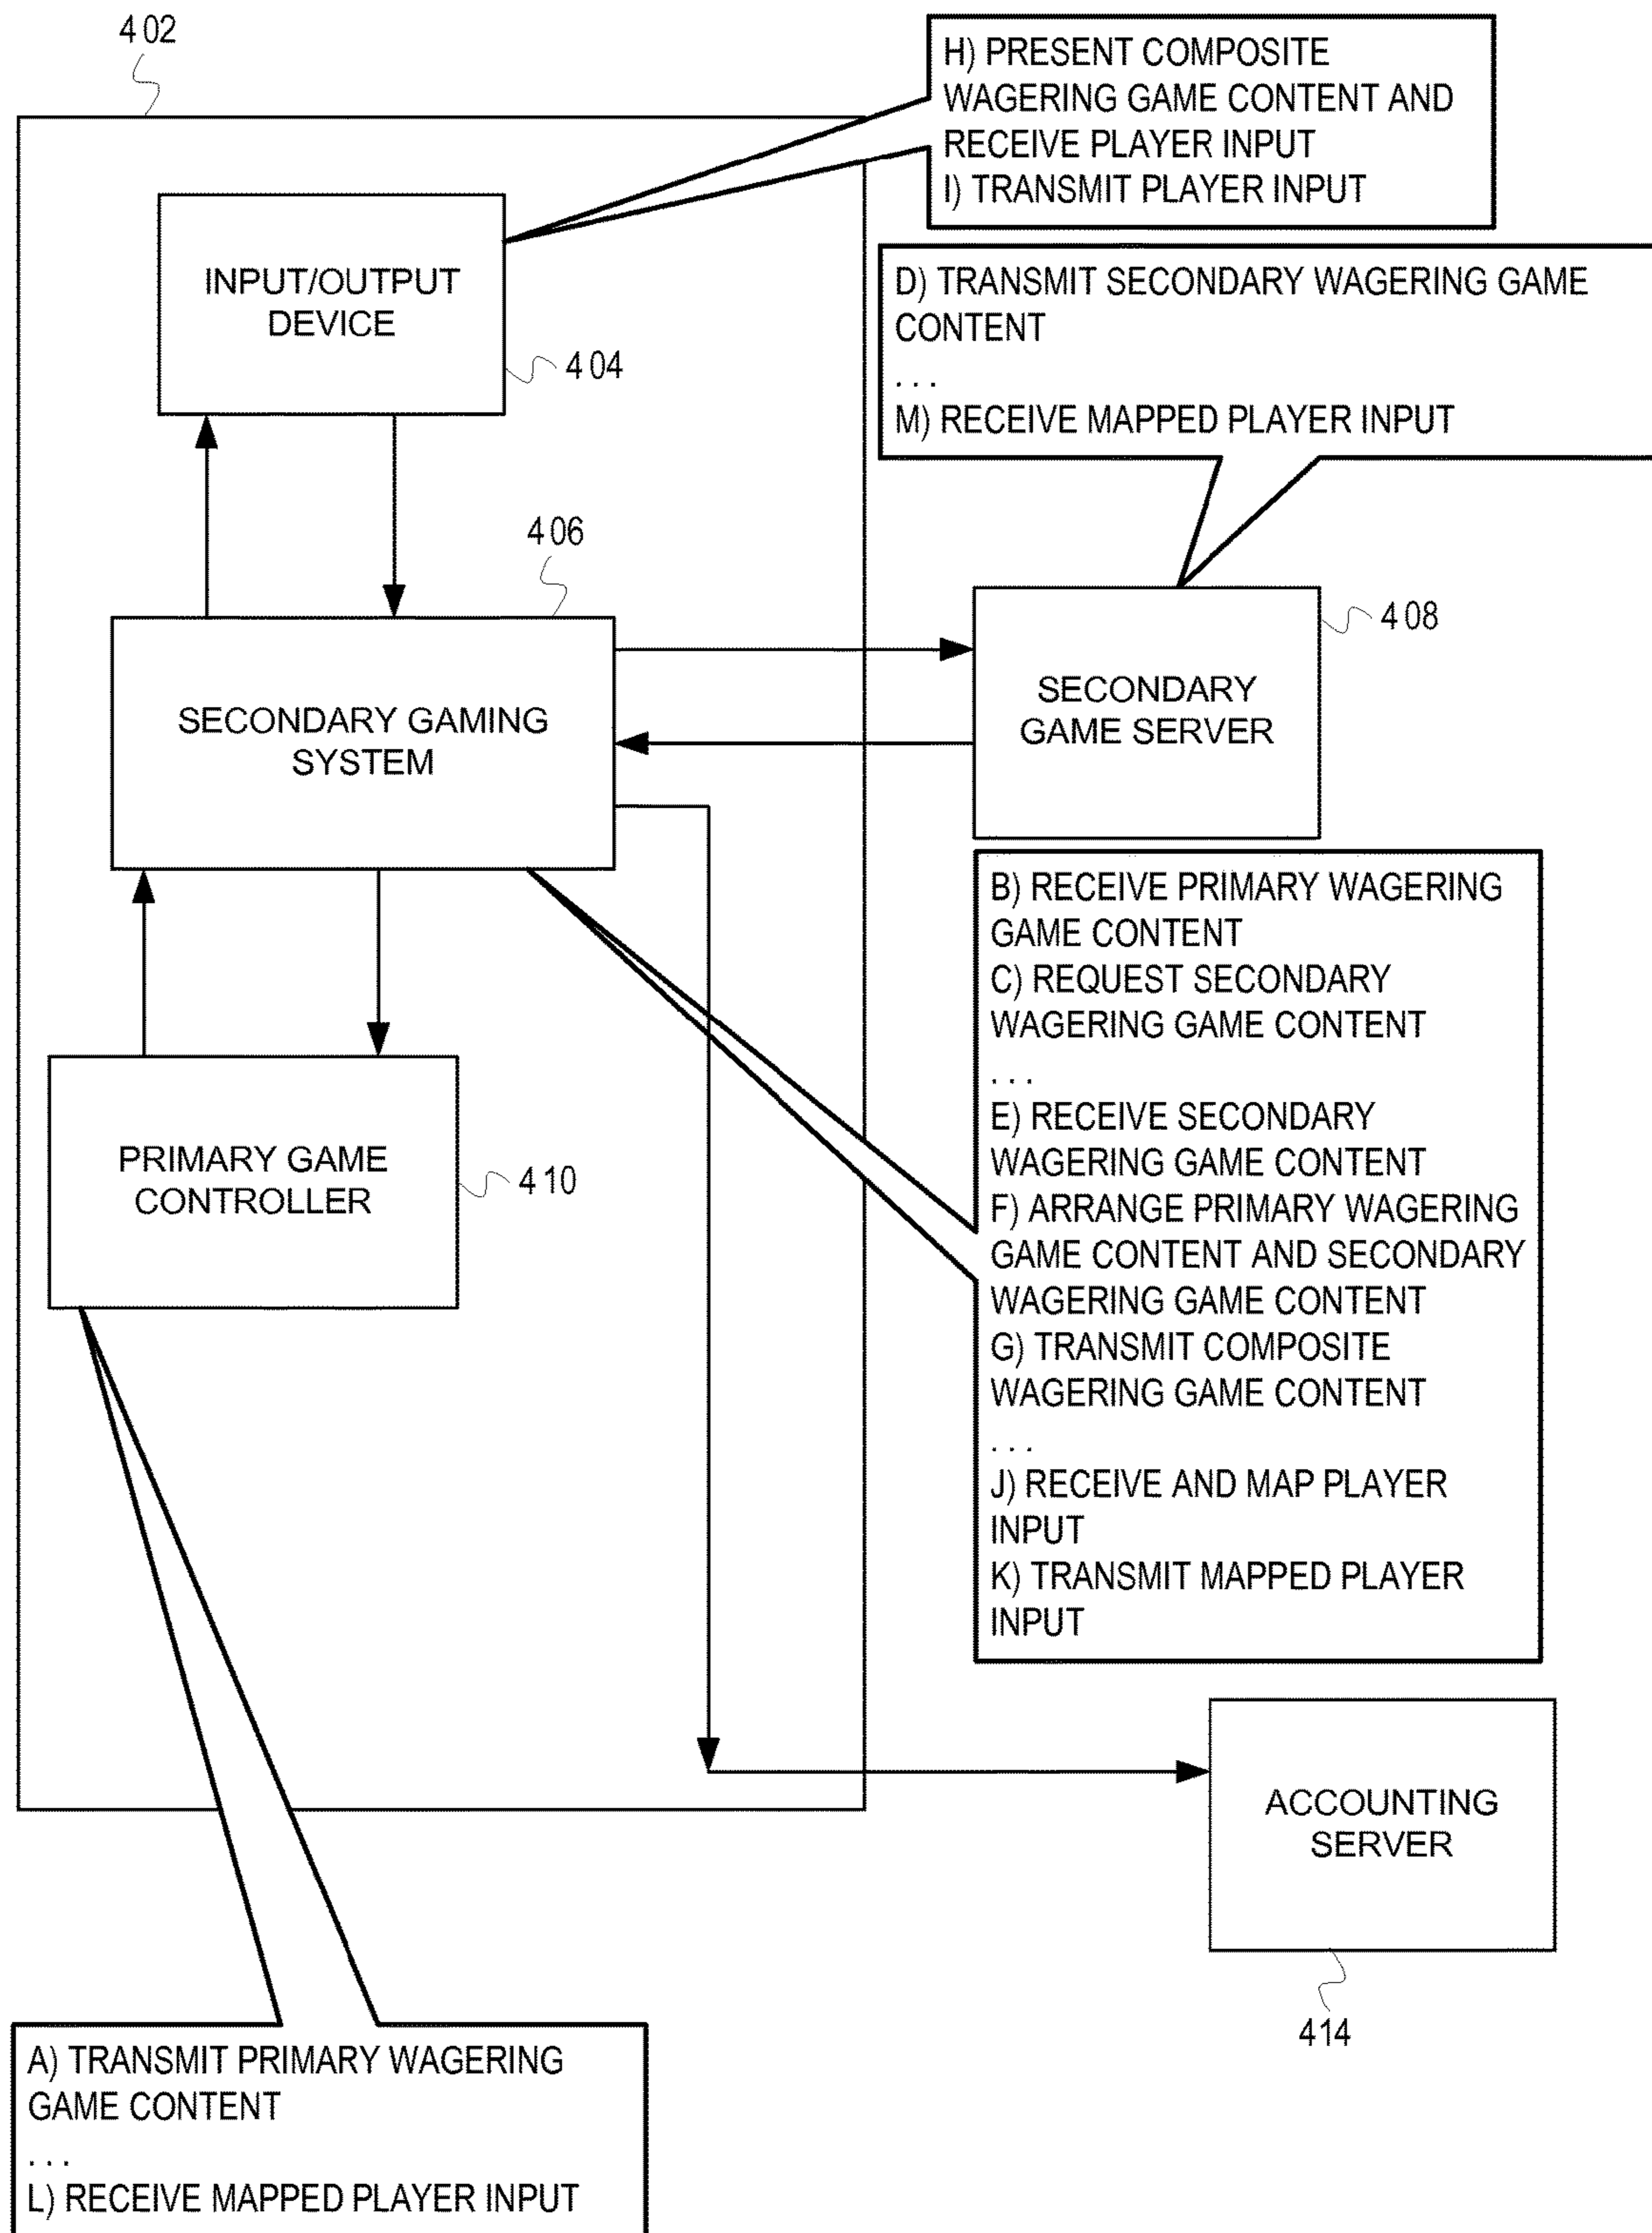 402
H) PRESENT COMPOSITE
WAGERING GAME CONTENT AND
RECEIVE PLAYER INPUT
I) TRANSMIT PLAYER INPUT
INPUT/OUTPUT
DEVICE
404
D) TRANSMIT SECONDARY WAGERING GAME
CONTENT
. . .
M) RECEIVE MAPPED PLAYER INPUT
406
SECONDARY GAMING
SYSTEM
408
SECONDARY
GAME SERVER
B) RECEIVE PRIMARY WAGERING
GAME CONTENT
C) REQUEST SECONDARY
WAGERING GAME CONTENT
. . .
E) RECEIVE SECONDARY
WAGERING GAME CONTENT
F) ARRANGE PRIMARY WAGERING
GAME CONTENT AND SECONDARY
WAGERING GAME CONTENT
G) TRANSMIT COMPOSITE
WAGERING GAME CONTENT
. . .
J) RECEIVE AND MAP PLAYER
INPUT
K) TRANSMIT MAPPED PLAYER
INPUT
PRIMARY GAME
CONTROLLER
410
ACCOUNTING
SERVER
414
A) TRANSMIT PRIMARY WAGERING
GAME CONTENT
. . .
L) RECEIVE MAPPED PLAYER INPUT